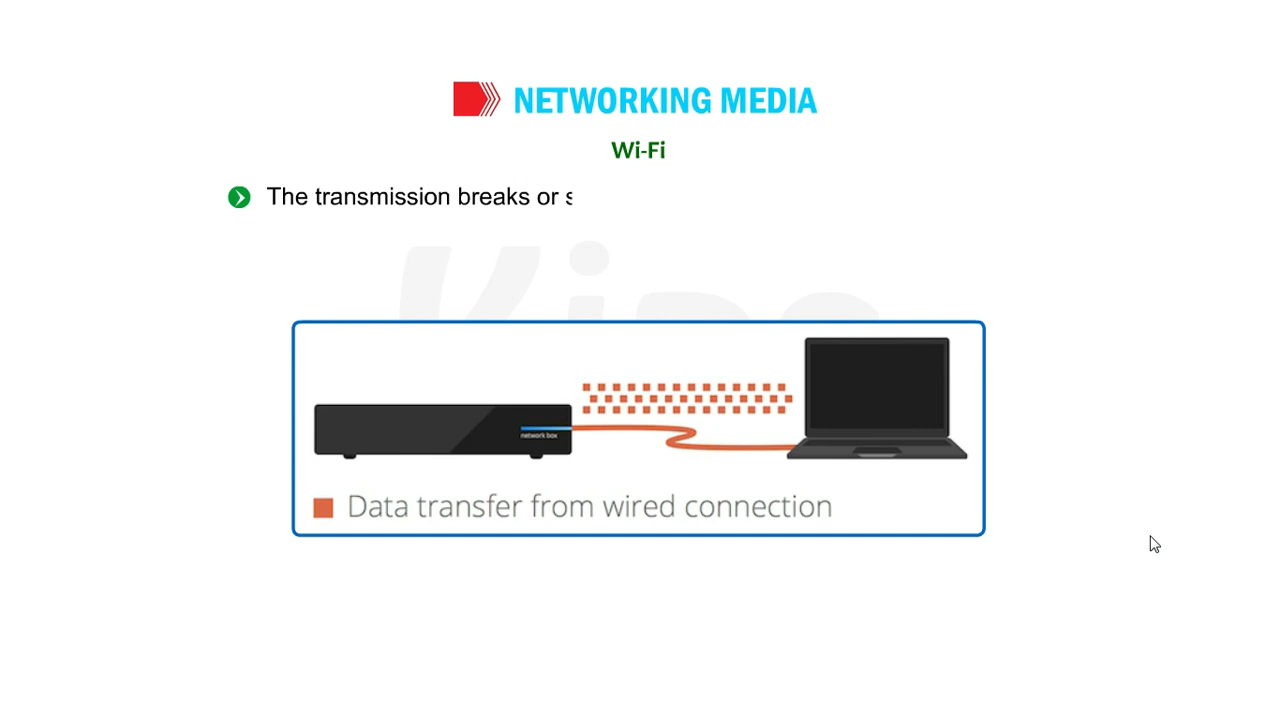 NETWORKING MEDIA
Wi-Fi
The transmission breaks or
network box
Data transfer from wired connection